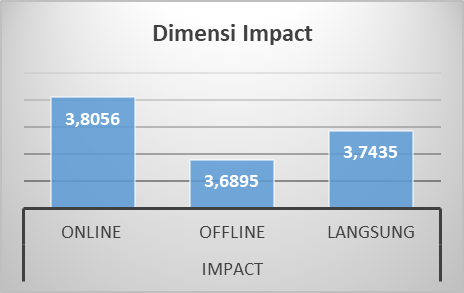 Dimensi Impact
3,8056
3,6895
3,7435
ONLINE OFFLINE LANGSUNG
IMPACT